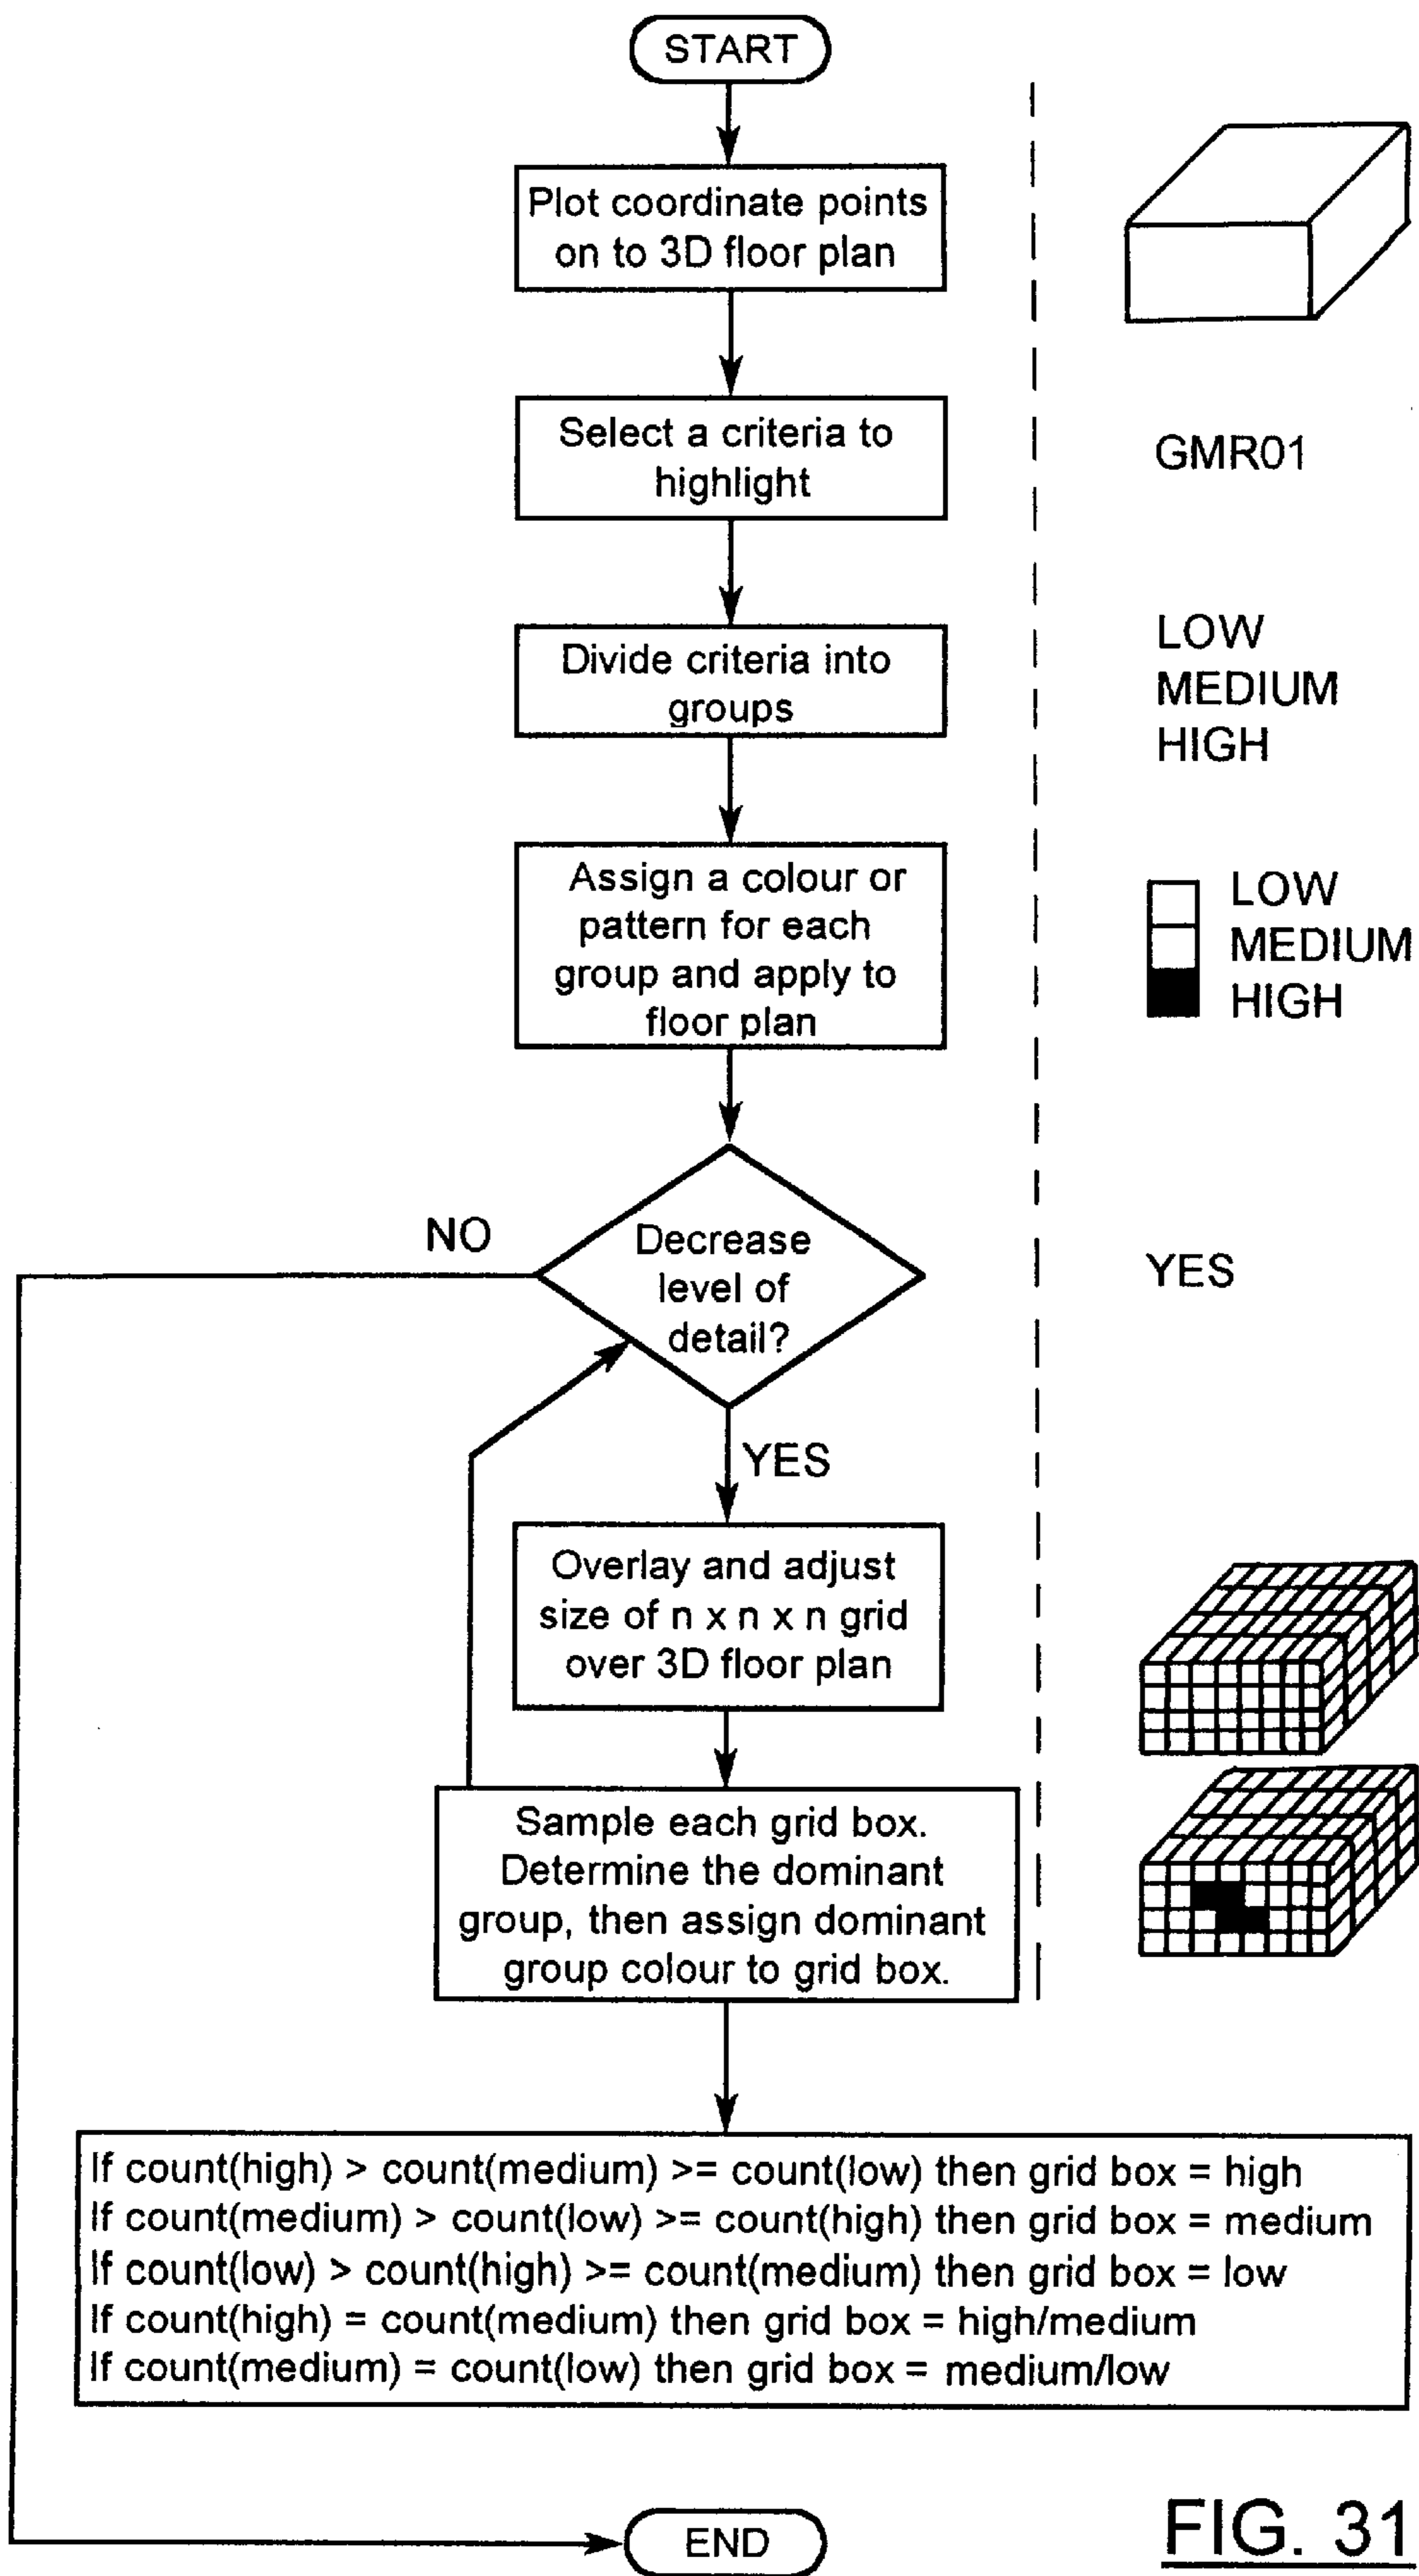 START
Plot coordinate points
on to 3D floor plan
Select a criteria to
highlight
GMR01
Divide criteria into
groups
LOW
MEDIUM
HIGH
Assign a colour or
pattern for each
group and apply to
floor plan
LOW
MEDIUM
HIGH
NO
Decrease
level of
detail?
YES
YES
Overlay and adjust
size of n x n x n grid
over 3D floor plan
Sample each grid box.
Determine the dominant
group, then assign dominant
group colour to grid box.
If count(high) > count(medium) >= count(low) then grid box = high
If count(medium) > count(low) >= count(high) then grid box = medium
If count(low) > count(high) >= count(medium) then grid box = low
If count(high) = count(medium) then grid box = high/medium
If count(medium) = count(low) then grid box = medium/low
END
FIG. 31